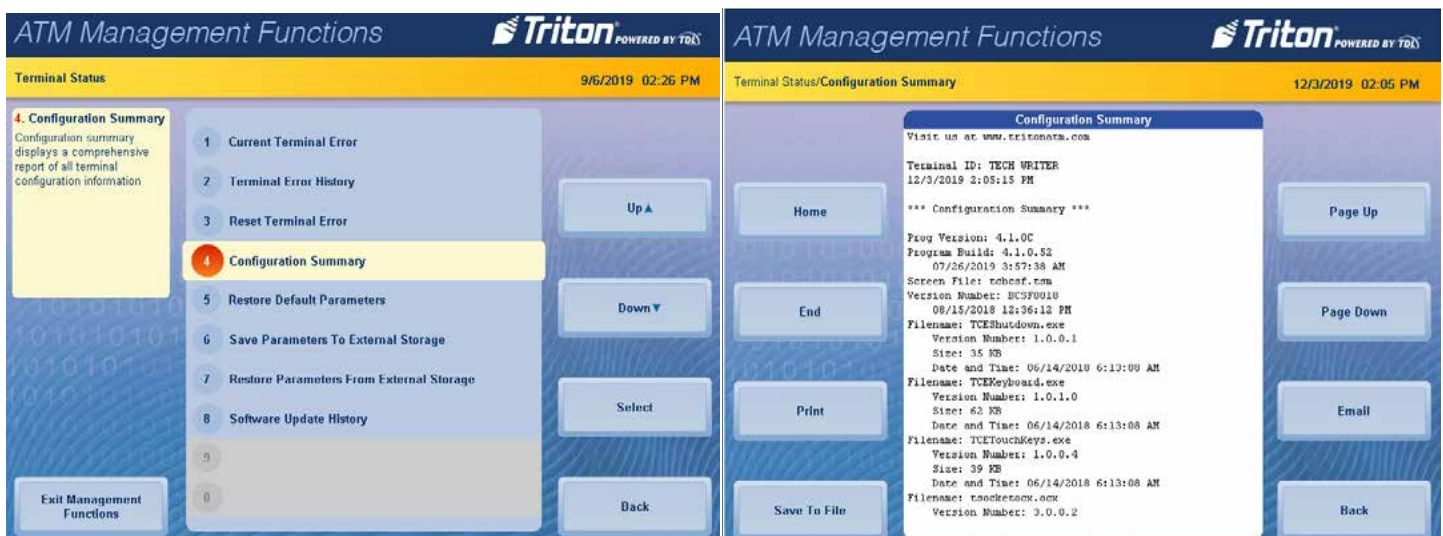 ATM Management Functions
Triton POWERED BY TDL
Terminal Status
9/6/2019 02:26 PM
4. Configuration Summary
Configuration summary
displays a comprehensive
report of all terminal
configuration information
1 Current Terminal Error
2 Terminal Error History
3 Reset Terminal Error
4 Configuration Summary
5 Restore Default Parameters
6 Save Parameters To External Storage
7 Restore Parameters From External Storage
8 Software Update History
9
0
Up▲
Down▼
Select
Back
Exit Management
Functions
ATM Management Functions
Triton POWERED BY TDL
Terminal Status/Configuration Summary
12/3/2019 02:05 PM
Home
End
Print
Save To File
Configuration Summary
Visit us at www.tritonatm.com
Terminal ID: TECH WRITER
12/3/2019 2:05:15 PM
*** Configuration Summary ***
Prog Version: 4.1.0C
Program Build: 4.1.0.52
07/26/2019 3:57:38 AM
Screen File: tcbcsf.tsm
Version Number: BCSF0018
08/15/2018 12:36:12 PM
Filename: TCEShutdown.exe
Version Number: 1.0.0.1
Size: 35 KB
Date and Time: 06/14/2018 6:13:08 AM
Filename: TCEKeyboard.exe
Version Number: 1.0.1.0
Size: 62 KB
Date and Time: 06/14/2018 6:13:08 AM
Filename: TCETouchKeys.exe
Version Number: 1.0.0.4
Size: 39 KB
Date and Time: 06/14/2018 6:13:08 AM
Filename: tsocketocx.ocx
Version Number: 3.0.0.2
Page Up
Page Down
Email
Back